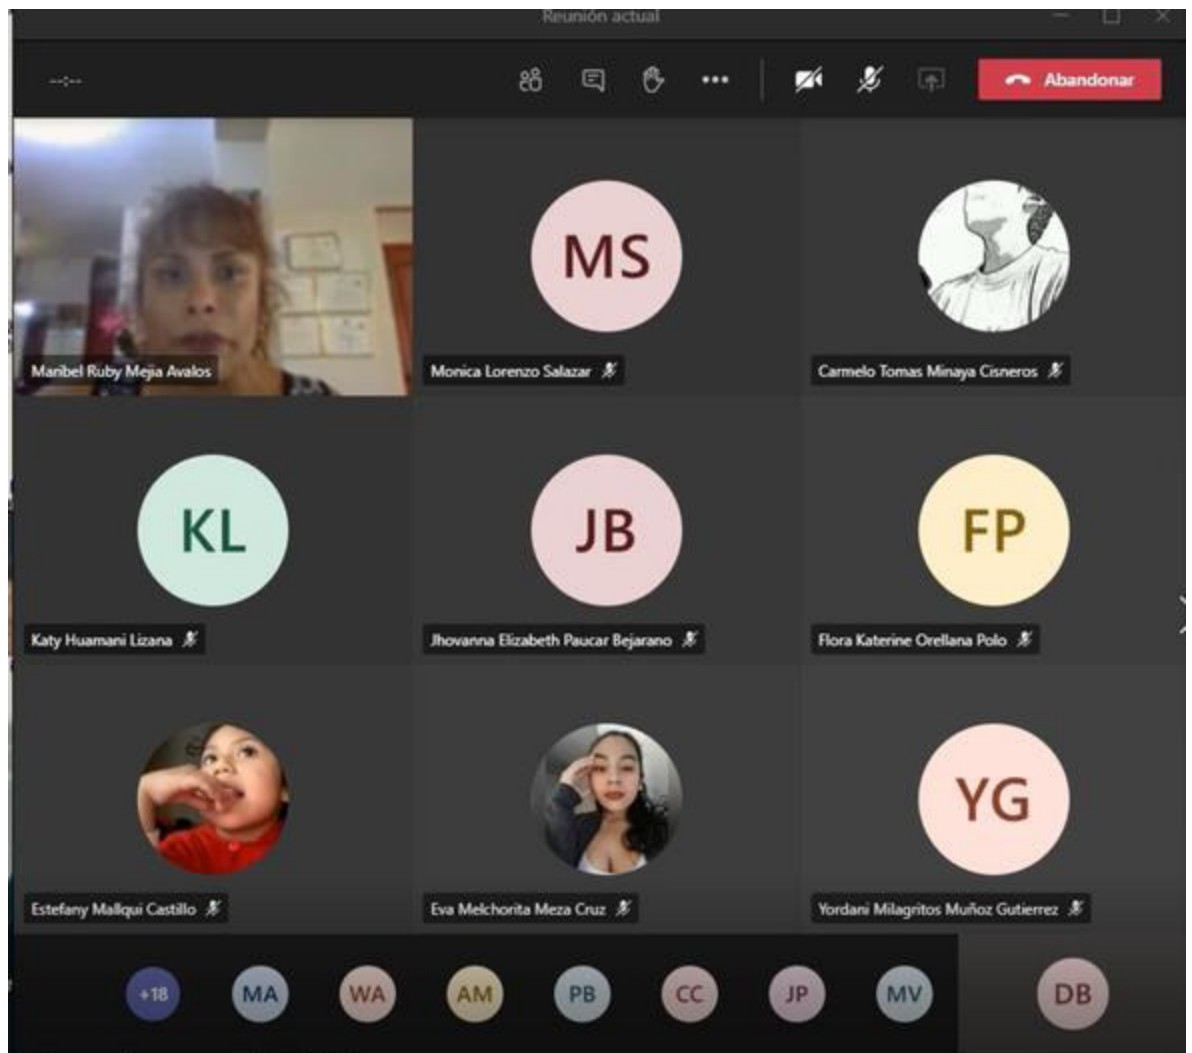 Reunión actual
--:--
Abandonar
Maribel Ruby Mejia Avalos
MS
Monica Lorenzo Salazar
Carmelo Tomas Minaya Cisneros
KL
Katy Huamani Lizana
JB
Jhovanna Elizabeth Paucar Bejarano
FP
Flora Katerine Orellana Polo
Estefany Mallqui Castillo
Eva Melchorita Meza Cruz
YG
Yordani Milagritos Muñoz Gutierrez
+18
MA
WA
AM
PB
CC
JP
MV
DB